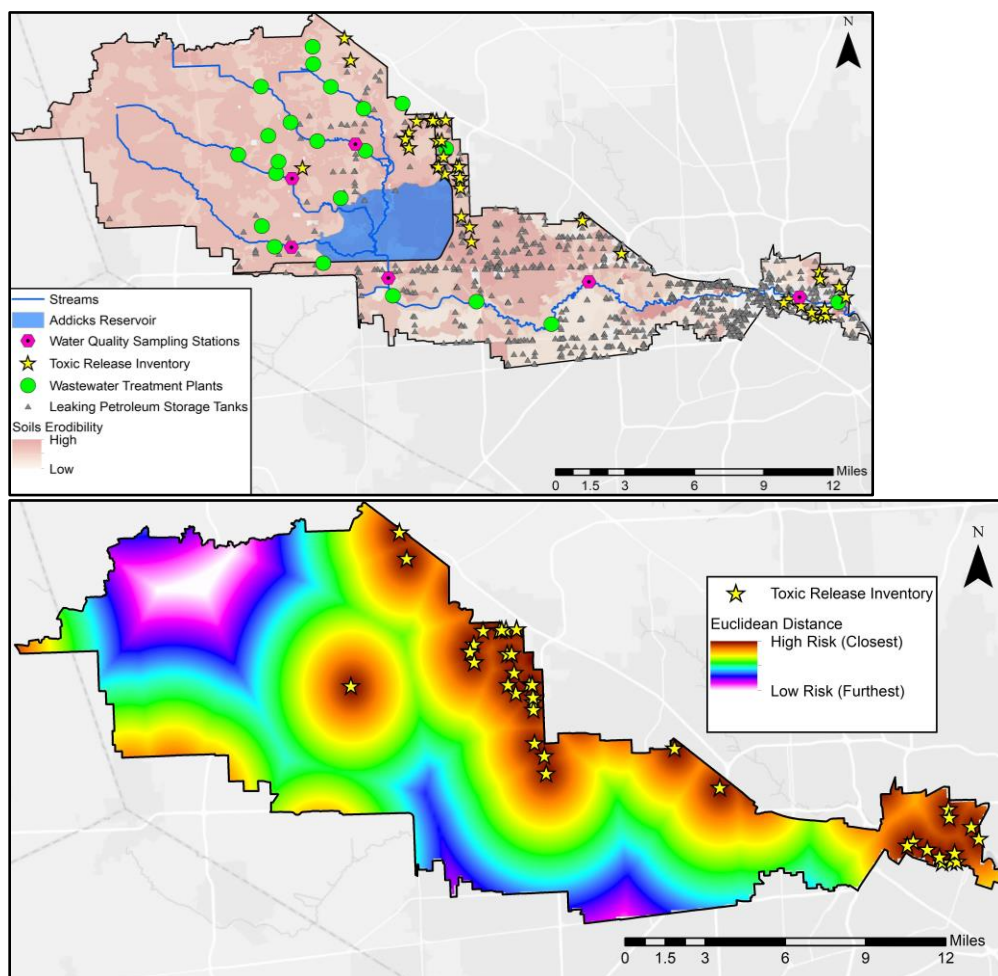 N
Streams
Addicks Reservoir
Water Quality Sampling Stations
Toxic Release Inventory
Wastewater Treatment Plants
Leaking Petroleum Storage Tanks
Soils Erodibility
High
Low
Miles
0 1.5 3 6 9 12
N
Toxic Release Inventory
Euclidean Distance
High Risk (Closest)
Low Risk (Furthest)
Miles
0 1.5 3 6 9 12